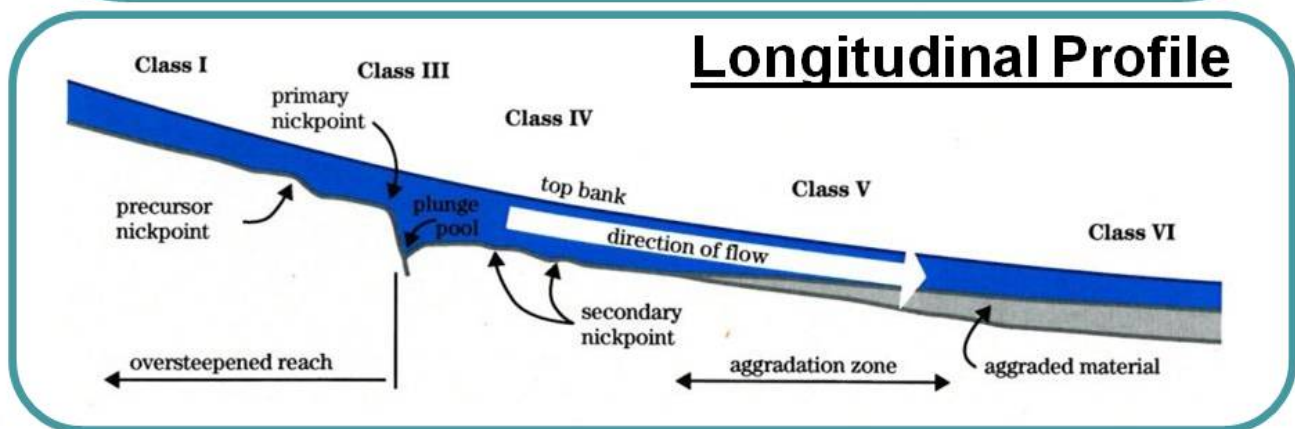 Longitudinal Profile
Class I
Class III
primary
nickpoint
Class IV
top bank
Class V
precursor
nickpoint
plunge
pool
direction of flow
Class VI
secondary
nickpoint
oversteepened reach
aggradation zone
aggraded material